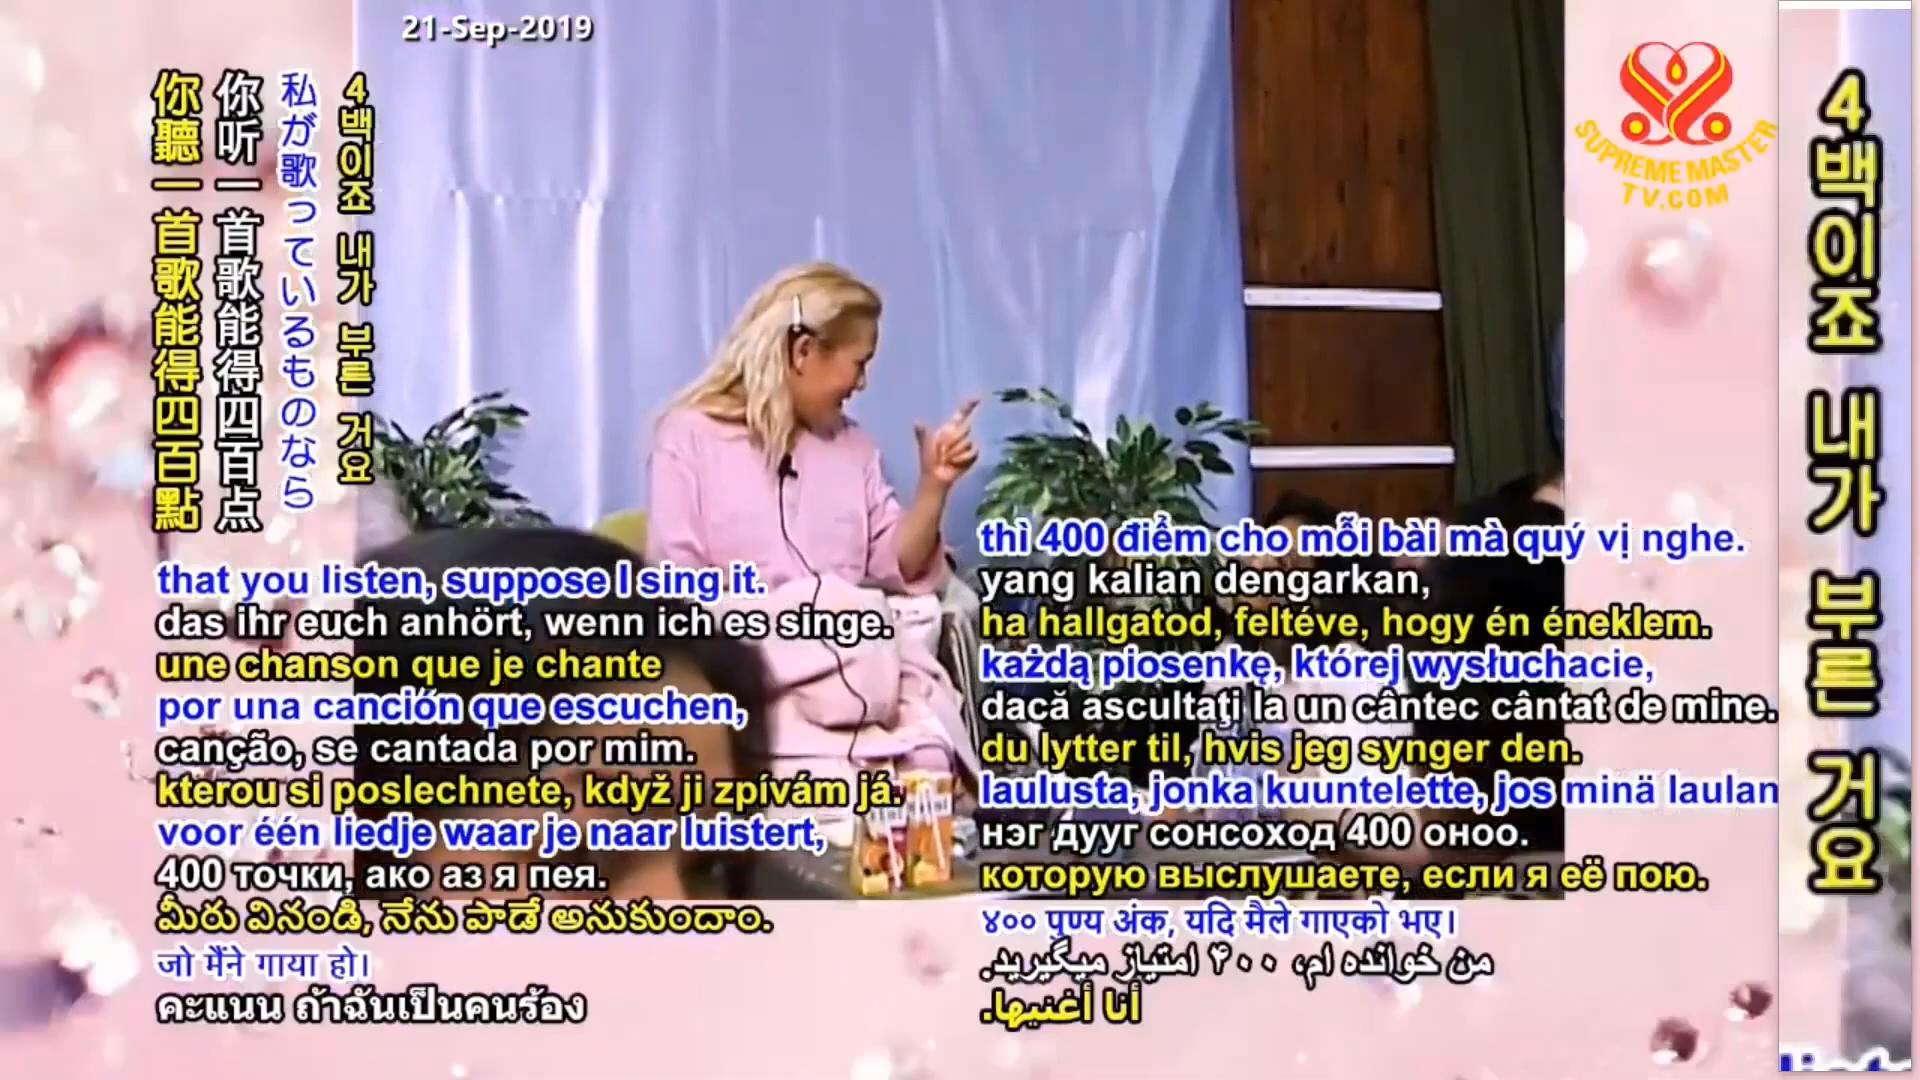 21-Sep-2019
SUPREME MASTER
TV.COM
4백이죠 내가 부른 거요
私が歌っているものなら
你听一首歌能得四百点
你聽一首歌能得四百點
that you listen, suppose I sing it.
das ihr euch anhört, wenn ich es singe.
une chanson que je chante
por una canción que escuchen,
canção, se cantada por mim.
kterou si poslechnete, když ji zpívám já.
voor één liedje waar je naar luistert,
400 точки, ако аз я пея.
మీరు వినండి, నేను పాడే అనుకుందాం.
जो मैंने गाया हो।
คะแนน ถ้าฉันเป็นคนร้อง
thì 400 điểm cho mỗi bài mà quý vị nghe.
yang kalian dengarkan,
ha hallgatod, feltéve, hogy én éneklem.
każdą piosenkę, której wysłuchacie,
dacă ascultaţi la un cântec cântat de mine.
du lytter til, hvis jeg synger den.
laulusta, jonka kuuntelette, jos minä laulan
нэг дууг сонсоход 400 оноо.
которую выслушаете, если я её пою.
४०० पुण्य अंक, यदि मैले गाएको भए।
من خوانده ام، ۴۰۰ امتیاز میگیرید.
أنا أغنيها.
4백이죠 내가 부른 거요